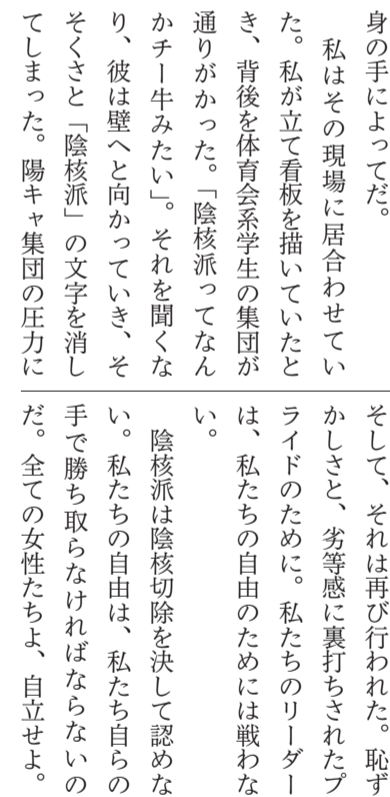 身の手によってだ。
　私はその現場に居合わせてい
た。私が立て看板を描いていたと
き、背後を体育会系学生の集団が
通りがかった。「陰核派ってなん
かチー牛みたい」。それを聞くな
り、彼は壁へと向かっていき、そ
そくさと「陰核派」の文字を消し
てしまった。陽キャ集団の圧力に
そして、それは再び行われた。恥ず
かしさと、劣等感に裏打ちされたプ
ライドのために。私たちのリーダー
は、私たちの自由のためには戦わな
い。
　陰核派は陰核切除を決して認めな
い。私たちの自由は、私たち自らの
手で勝ち取らなければならないの
だ。全ての女性たちよ、自立せよ。